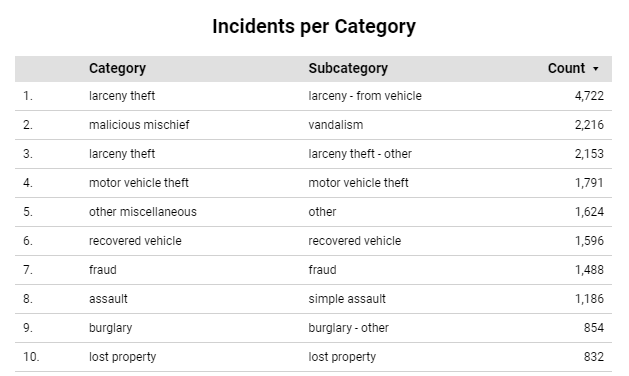 Incidents per Category
Category Subcategory Count
1. larceny theft larceny - from vehicle 4,722
2. malicious mischief vandalism 2,216
3. larceny theft larceny theft - other 2,153
4. motor vehicle theft motor vehicle theft 1,791
5. other miscellaneous other 1,624
6. recovered vehicle recovered vehicle 1,596
7. fraud fraud 1,488
8. assault simple assault 1,186
9. burglary burglary - other 854
10. lost property lost property 832